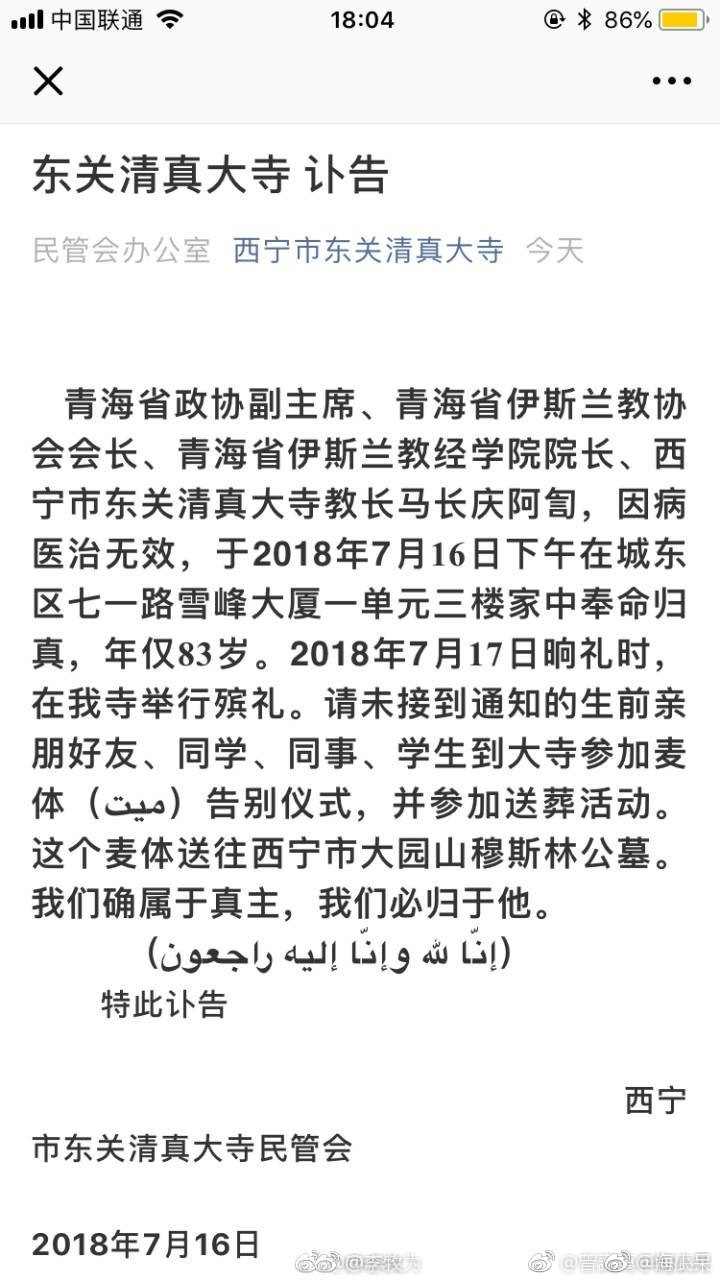 中国联通 18:04 86%
东关清真大寺 讣告
民管会办公室 西宁市东关清真大寺 今天
青海省政协副主席、青海省伊斯兰教协
会会长、青海省伊斯兰教经学院院长、西
宁市东关清真大寺教长马长庆阿訇，因病
医治无效，于2018年7月16日下午在城东
区七一路雪峰大厦一单元三楼家中奉命归
真，年仅83岁。2018年7月17日晌礼时，
在我寺举行殡礼。请未接到通知的生前亲
朋好友、同学、同事、学生到大寺参加麦
体（ميت）告别仪式，并参加送葬活动。
这个麦体送往西宁市大园山穆斯林公墓。
我们确属于真主，我们必归于他。
(إنّا لله وإنّا إليه راجعون)
特此讣告
西宁
市东关清真大寺民管会
2018年7月16日